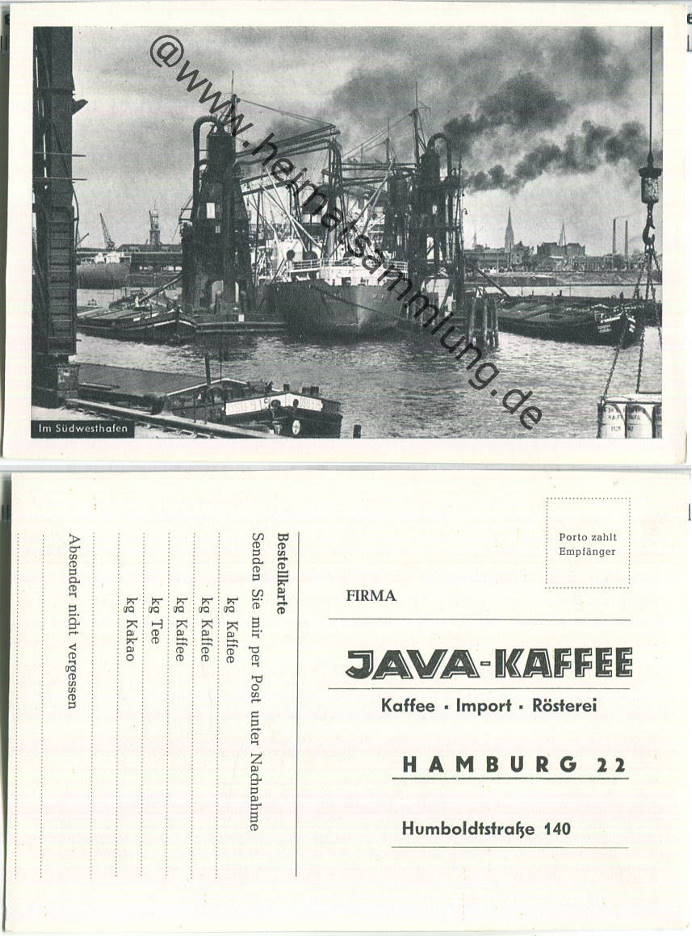 @www.heimatsammlung.de
Im Südwesthafen
Porto zahlt
Empfänger
FIRMA
JAVA-KAFFEE
Kaffee · Import · Rösterei
HAMBURG 22
Humboldtstraße 140
Bestellkarte
Senden Sie mir per Post unter Nachnahme
kg Kaffee
kg Kaffee
kg Kaffee
kg Tee
kg Kakao
Absender nicht vergessen